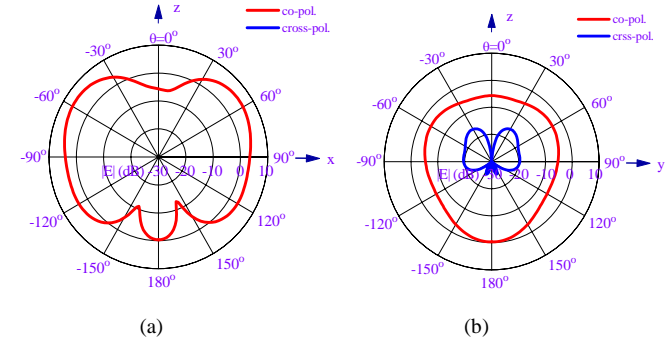 z
co-pol.
cross-pol.
θ=0°
-30°
30°
-60°
60°
-90°
90°
x
|E| (dB)
-30
-20
-10
0
10
-120°
120°
-150°
150°
180°
(a)
z
co-pol.
crss-pol.
θ=0°
-30°
30°
-60°
60°
-90°
90°
y
|E| (dB)
-30
-20
-10
0
10
-120°
120°
-150°
150°
180°
(b)